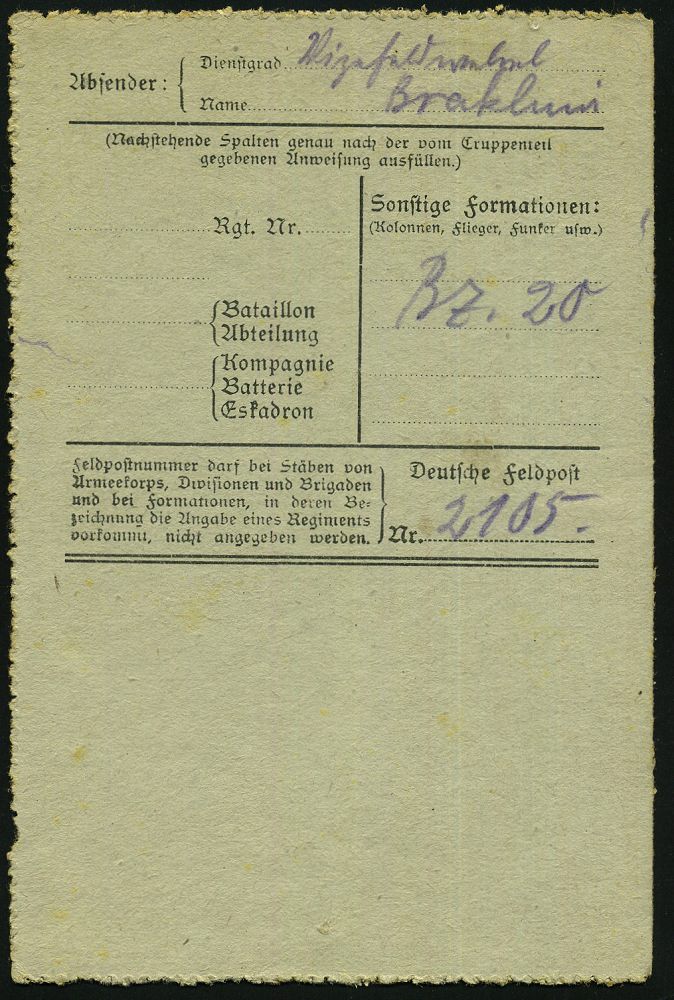 Absender:
Dienstgrad Vizefeldwebel
Name
(Nachstehende Spalten genau nach der vom Truppenteil
gegebenen Anweisung ausfüllen.)
Rgt. Nr.
Bataillon
Abteilung
Kompagnie
Batterie
Eskadron
Sonstige Formationen:
(Kolonnen, Flieger, Funker usw.)
BZ. 20
Feldpostnummer darf bei Stäben von
Armeekorps, Divisionen und Brigaden
und bei Formationen, in deren Be-
zeichnung die Angabe eines Regiments
vorkommt, nicht angegeben werden.
Deutsche Feldpost
Nr. 2105.